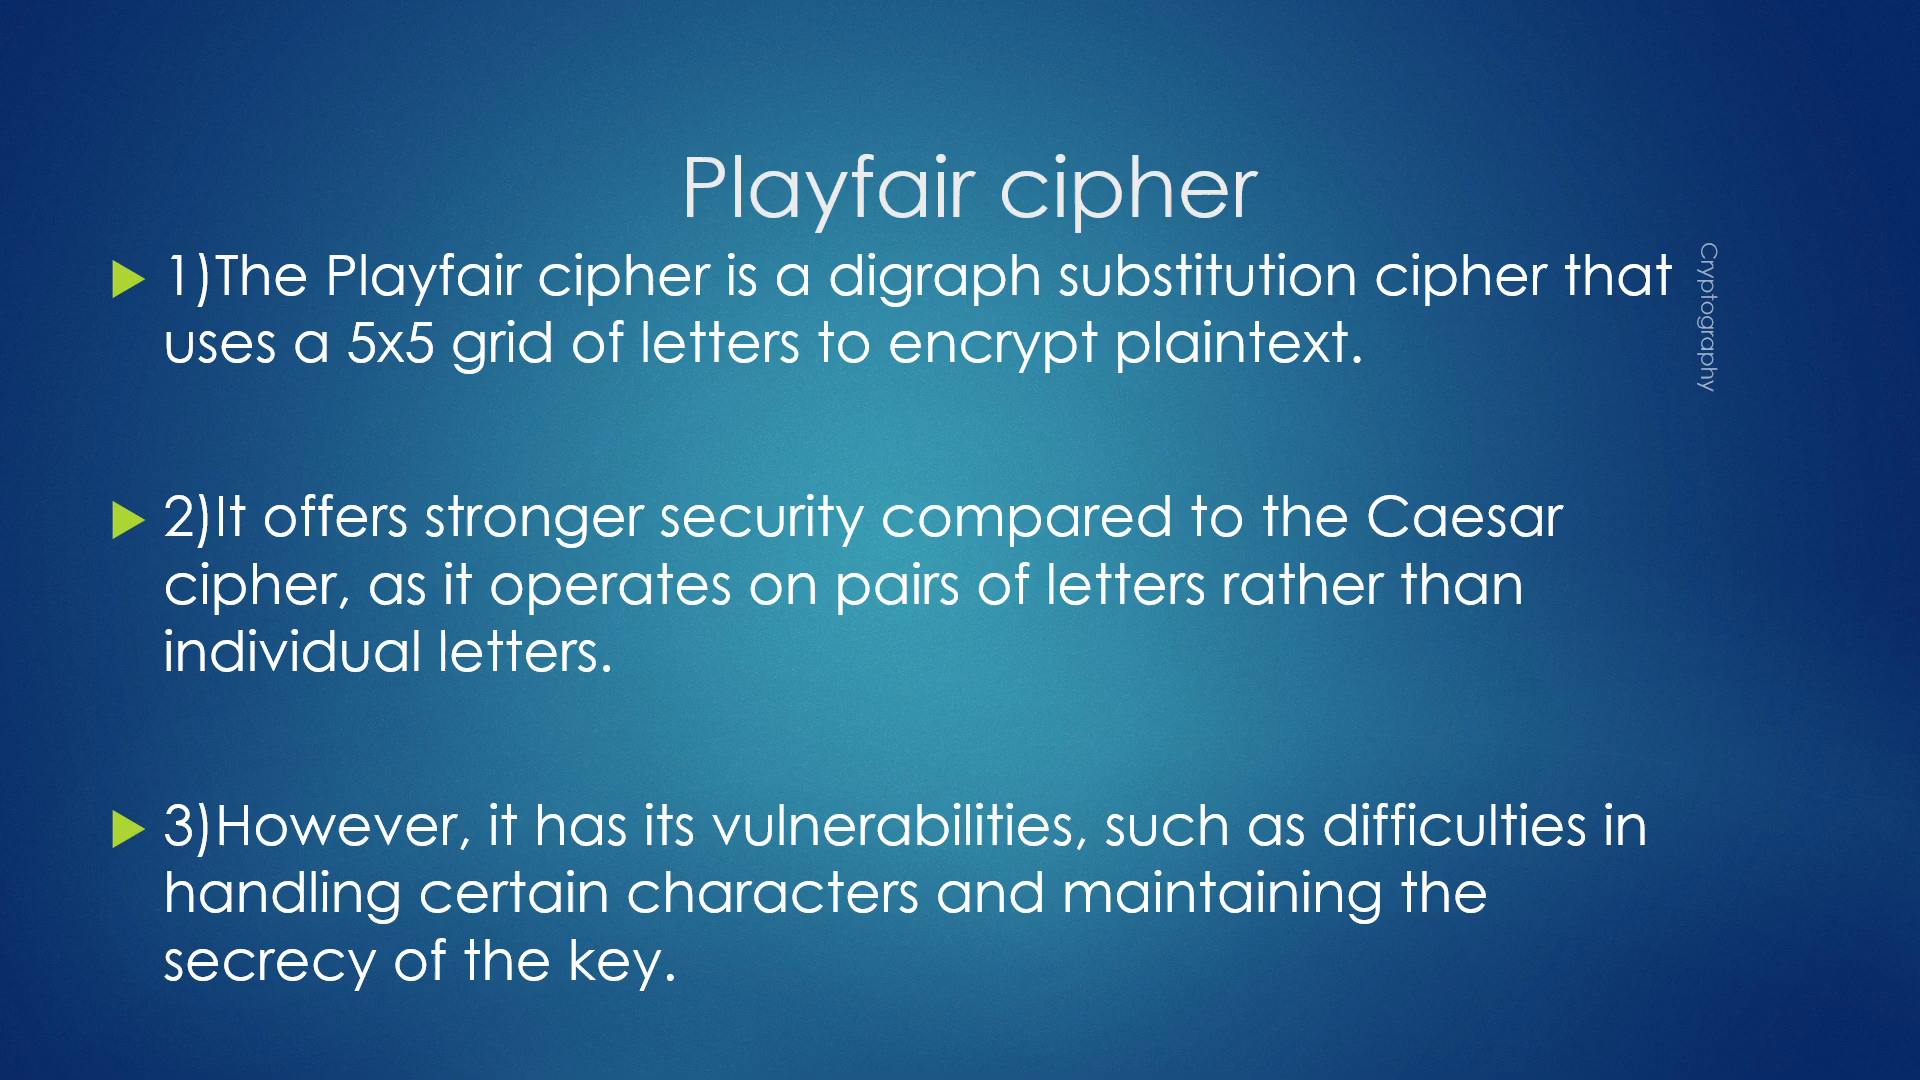 Playfair cipher
1)The Playfair cipher is a digraph substitution cipher that
uses a 5x5 grid of letters to encrypt plaintext.
2)It offers stronger security compared to the Caesar
cipher, as it operates on pairs of letters rather than
individual letters.
3)However, it has its vulnerabilities, such as difficulties in
handling certain characters and maintaining the
secrecy of the key.
Cryptography